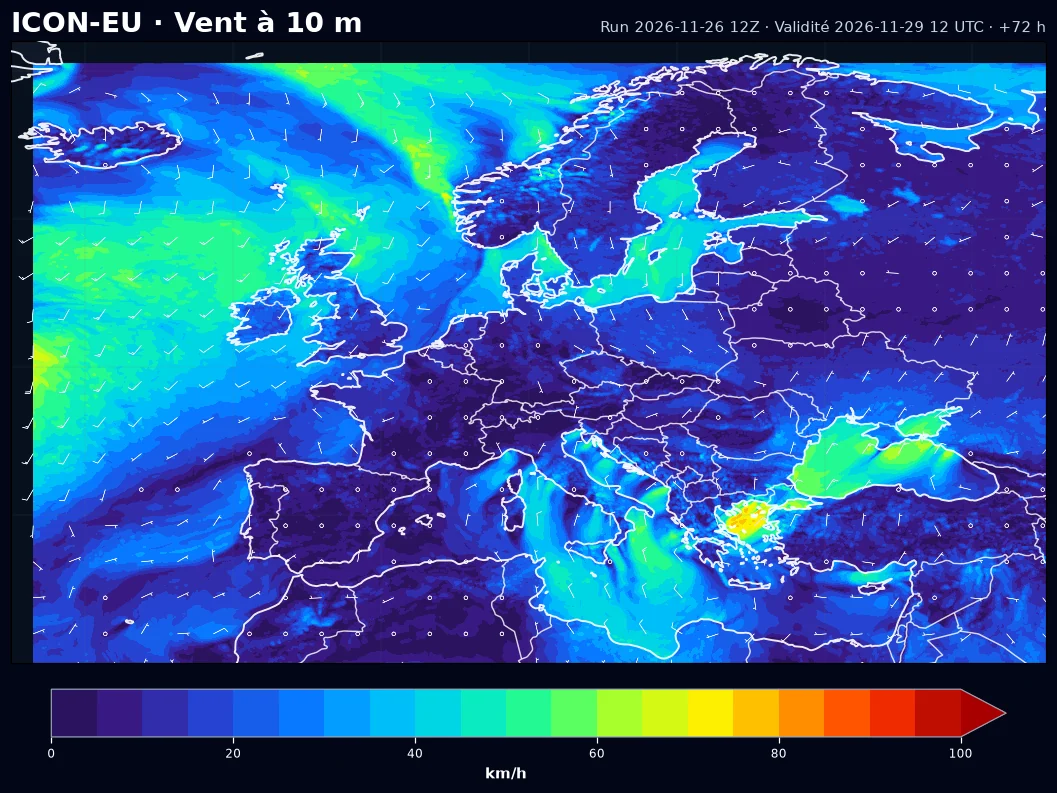 ICON-EU · Vent à 10 m
Run 2026-11-26 12Z · Validité 2026-11-29 12 UTC · +72 h
0 20 40 60 80 100
km/h